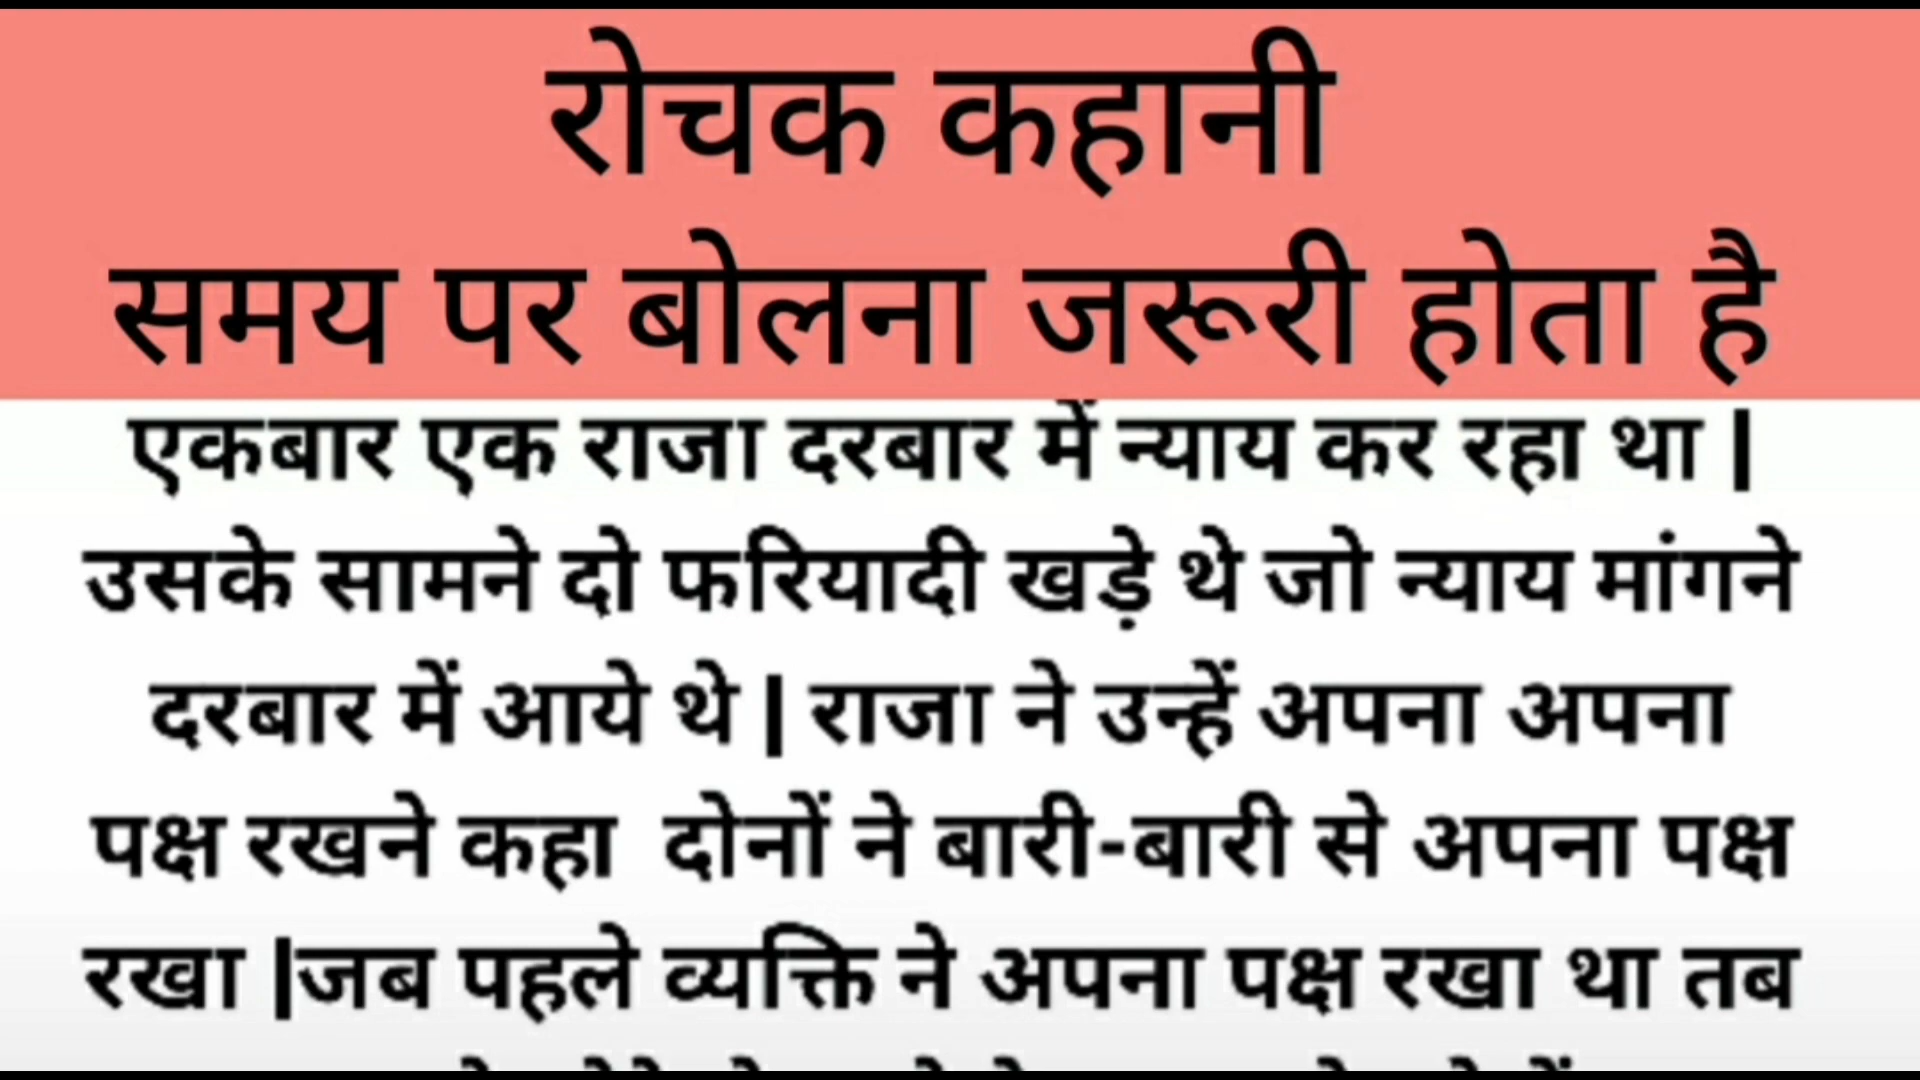 रोचक कहानी
समय पर बोलना जरूरी होता है
एकबार एक राजा दरबार में न्याय कर रहा था |
उसके सामने दो फरियादी खड़े थे जो न्याय मांगने
दरबार में आये थे | राजा ने उन्हें अपना अपना
पक्ष रखने कहा दोनों ने बारी-बारी से अपना पक्ष
रखा |जब पहले व्यक्ति ने अपना पक्ष रखा था तब